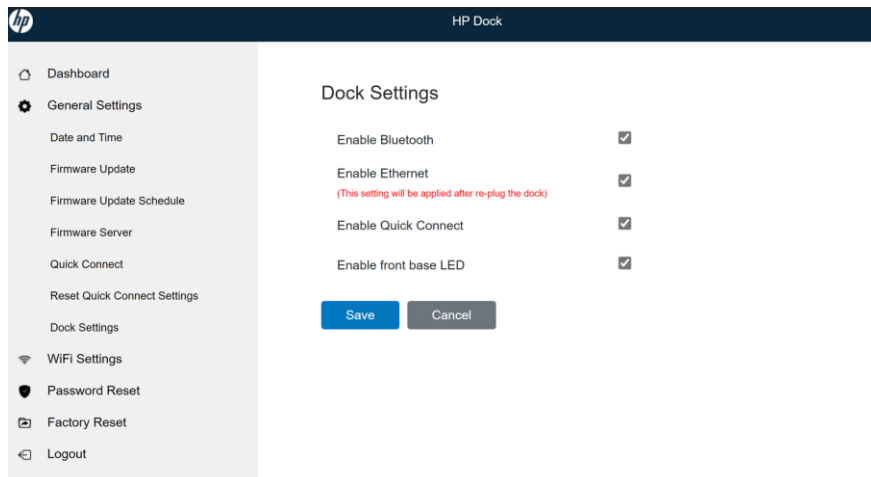 hp
HP Dock
Dashboard
General Settings
Date and Time
Firmware Update
Firmware Update Schedule
Firmware Server
Quick Connect
Reset Quick Connect Settings
Dock Settings
WiFi Settings
Password Reset
Factory Reset
Logout
Dock Settings
Enable Bluetooth
Enable Ethernet
(This setting will be applied after re-plug the dock)
Enable Quick Connect
Enable front base LED
Save
Cancel